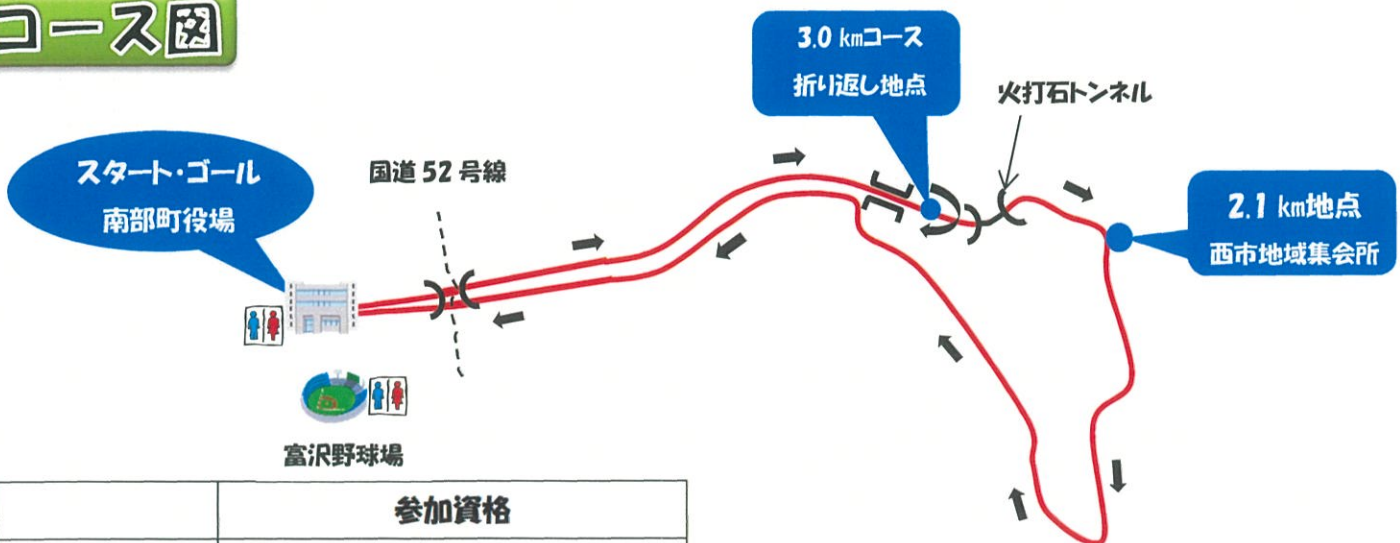 コース図
3.0 kmコース
折り返し地点
火打石トンネル
スタート・ゴール
南部町役場
国道 52 号線
2.1 km地点
西市地域集会所
富沢野球場
参加資格